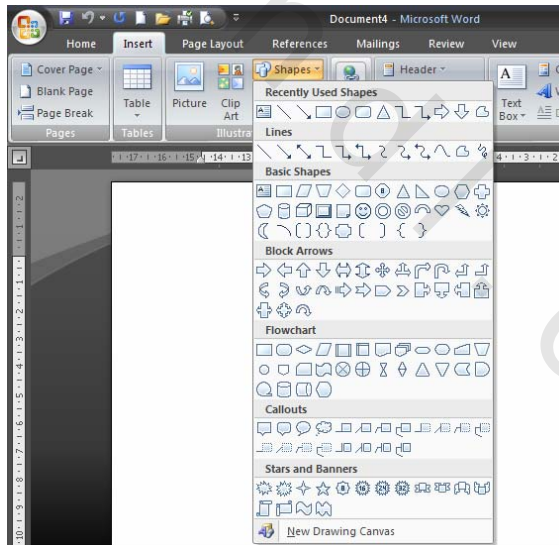 Document4 - Microsoft Word
Home Insert Page Layout References Mailings Review View
Cover Page
Blank Page
Page Break
Pages
Table
Tables
Picture
Clip
Art
Shapes
Header
A
Text
Box
Recently Used Shapes
Lines
Basic Shapes
Block Arrows
Flowchart
Callouts
Stars and Banners
New Drawing Canvas